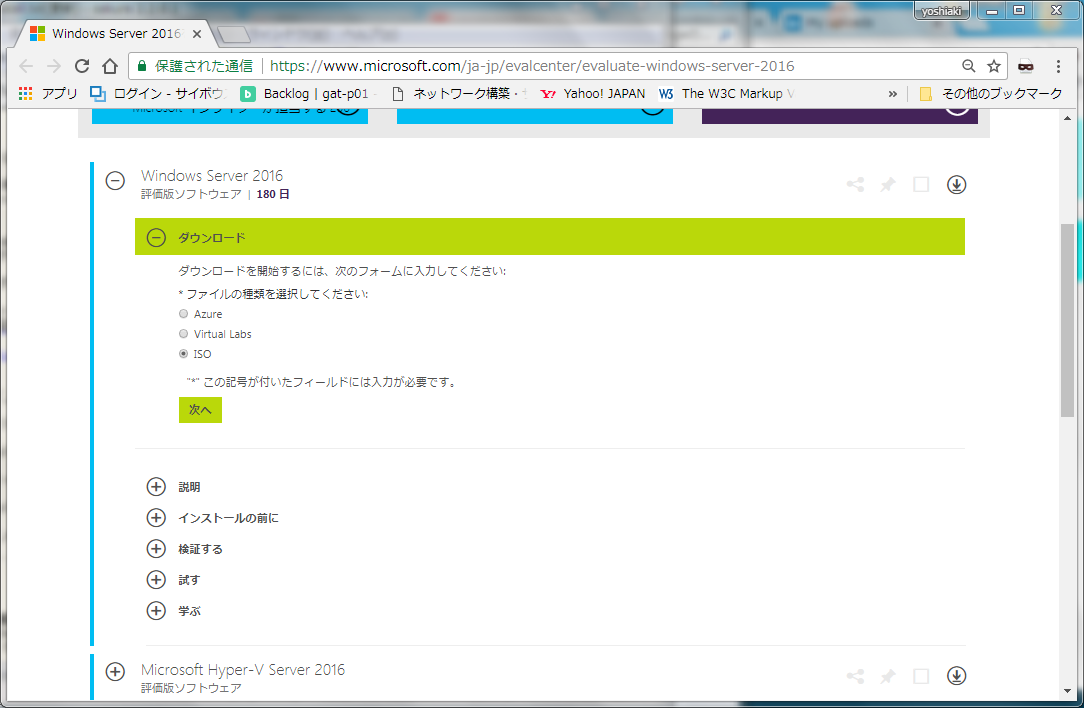 yoshiaki
Windows Server 2016
保護された通信 https://www.microsoft.com/ja-jp/evalcenter/evaluate-windows-server-2016
アプリ ログイン - サイボウ Backlog | gat-p01 ネットワーク構築・ Yahoo! JAPAN The W3C Markup V » その他のブックマーク
Windows Server 2016
評価版ソフトウェア | 180 日
ダウンロード
ダウンロードを開始するには、次のフォームに入力してください:
* ファイルの種類を選択してください:
Azure
Virtual Labs
ISO
"*" この記号が付いたフィールドには入力が必要です。
次へ
説明
インストールの前に
検証する
試す
学ぶ
Microsoft Hyper-V Server 2016
評価版ソフトウェア